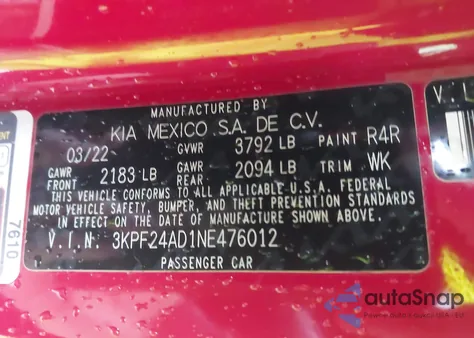 MANUFACTURED BY
KIA MEXICO S.A. DE C.V.
03/22 GVWR 3792 LB PAINT R4R
GAWR FRONT 2183 LB GAWR REAR 2094 LB TRIM WK
THIS VEHICLE CONFORMS TO ALL APPLICABLE FEDERAL
MOTOR VEHICLE SAFETY, BUMPER, AND THEFT PREVENTION STANDARDS
IN EFFECT ON THE DATE OF MANUFACTURE SHOWN ABOVE.
V.I.N. 3KPF24AD1NE476012
PASSENGER CAR
7610
V.I.
autoSnap